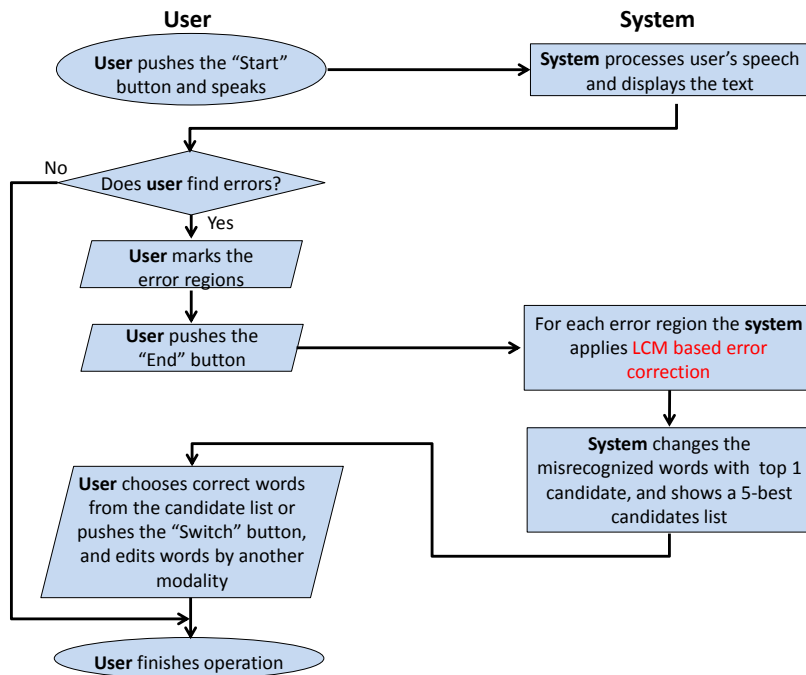 User
System
User pushes the “Start”
button and speaks
System processes user’s speech
and displays the text
No
Does user find errors?
Yes
User marks the
error regions
User pushes the
“End” button
For each error region the system
applies LCM based error
correction
System changes the
misrecognized words with top 1
candidate, and shows a 5-best
candidates list
User chooses correct words
from the candidate list or
pushes the “Switch” button,
and edits words by another
modality
User finishes operation